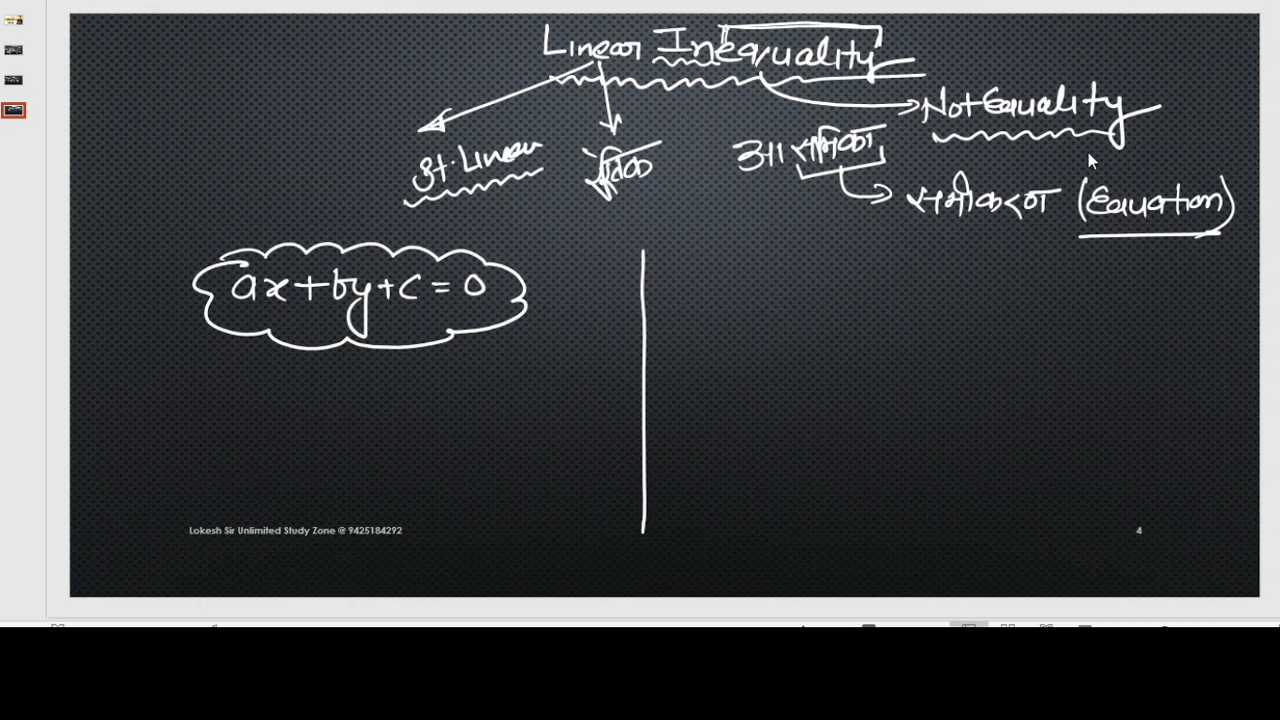 Linear Inequality
Not Equality
St. Linear रैखिक असमिका
समीकरण (Equation)
ax+by+c=0
Lokesh Sir Unlimited Study Zone @ 9425184292
4